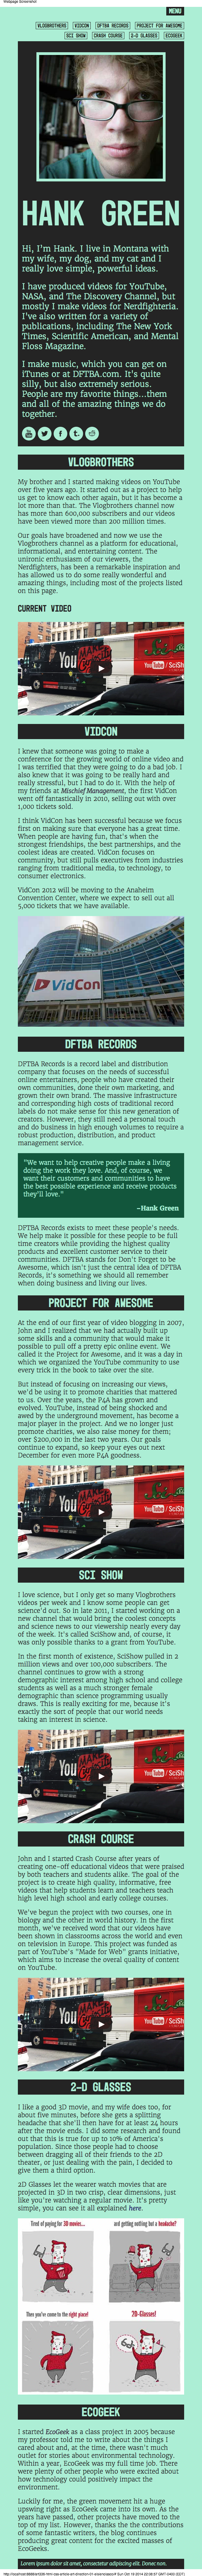 Webpage Screenshot
MENU
VLOGBROTHERS VIDCON DFTBA RECORDS PROJECT FOR AWESOME
SCI SHOW CRASH COURSE 2-D GLASSES ECOGEEK
HANK GREEN
Hi, I'm Hank. I live in Montana with
my wife, my dog, and my cat and I
really love simple, powerful ideas.
I have produced videos for YouTube,
NASA, and The Discovery Channel, but
mostly I make videos for Nerdfighteria.
I've also written for a variety of
publications, including The New York
Times, Scientific American, and Mental
Floss Magazine.
I make music, which you can get on
iTunes or at DFTBA.com. It's quite
silly, but also extremely serious.
People are my favorite things...them
and all of the amazing things we do
together.
VLOGBROTHERS
My brother and I started making videos on YouTube
over five years ago. It started out as a project to help
us get to know each other again, but it has become a
lot more than that. The Vlogbrothers channel now
has more than 600,000 subscribers and our videos
have been viewed more than 200 million times.
Our goals have broadened and now we use the
Vlogbrothers channel as a platform for educational,
informational, and entertaining content. The
unironic enthusiasm of our viewers, the
Nerdfighters, has been a remarkable inspiration and
has allowed us to do some really wonderful and
amazing things, including most of the projects listed
on this page.
CURRENT VIDEO
YOU
MAKE
YouTube / SciSh
VIDCON
I knew that someone was going to make a
conference for the growing world of online video and
I was terrified that they were going to do a bad job. I
also knew that it was going to be really hard and
really stressful, but I had to do it. With the help of
my friends at Mischief Management, the first VidCon
went off fantastically in 2010, selling out with over
1,400 tickets sold.
I think VidCon has been successful because we focus
first on making sure that everyone has a great time.
When people are having fun, that's when the
strongest friendships, the best partnerships, and the
coolest ideas are created. VidCon focuses on
community, but still pulls executives from industries
ranging from traditional media, to technology, to
consumer electronics.
VidCon 2012 will be moving to the Anaheim
Convention Center, where we expect to sell out all
5,000 tickets that we have available.
VidCon
DFTBA RECORDS
DFTBA Records is a record label and distribution
company that focuses on the needs of successful
online entertainers, people who have created their
own communities, done their own marketing, and
grown their own brand. The massive infrastructure
and corresponding high costs of traditional record
labels do not make sense for this new generation of
creators. However, they still need a personal touch
and do business in high enough volumes to require a
robust production, distribution, and product
management service.
"We want to help creative people make a living
doing the work they love. And, of course, we
want their customers and communities to have
the best possible experience and receive products
they'll love."
–Hank Green
DFTBA Records exists to meet these people's needs.
We help make it possible for these people to be full
time creators while providing the highest quality
products and excellent customer service to their
communities. DFTBA stands for Don't Forget to be
Awesome, which isn't just the central idea of DFTBA
Records, it's something we should all remember
when doing business and living our lives.
PROJECT FOR AWESOME
At the end of our first year of video blogging in 2007,
John and I realized that we had actually built up
some skills and a community that would make it
possible to pull off a pretty epic online event. We
called it the Project for Awesome, and it was a day in
which we organized the YouTube community to use
every trick in the book to take over the site.
But instead of focusing on increasing our views,
we'd be using it to promote charities that mattered
to us. Over the years, the P4A has grown and
evolved. YouTube, instead of being shocked and
awed by the underground movement, has become a
major player in the project. And we no longer just
promote charities, we also raise money for them;
over $200,000 in the last two years. Our goals
continue to expand, so keep your eyes out next
December for even more P4A goodness.
YOU
MAKE
YouTube / SciSh
SCI SHOW
I love science, but I only get so many Vlogbrothers
videos per week and I know some people can get
science'd out. So in late 2011, I started working on a
new channel that would bring the coolest concepts
and science news to our viewership nearly every day
of the week. It's called SciShow and, of course, it
was only possible thanks to a grant from YouTube.
In the first month of existence, SciShow pulled in 2
million views and over 100,000 subscribers. The
channel continues to grow with a strong
demographic interest among high school and college
students as well as a much stronger female
demographic than science programming usually
draws. This is really exciting for me, because it's
exactly the sort of people that our world needs
taking an interest in science.
YOU
MAKE
YouTube / SciSh
CRASH COURSE
John and I started Crash Course after years of
creating one-off educational videos that were praised
by both teachers and students alike. The goal of the
project is to create high quality, informative, free
videos that help students learn and teachers teach
high level high school and early college courses.
We've begun the project with two courses, one in
biology and the other in world history. In the first
month, we've received word that our videos have
been shown in classrooms across the world and even
on television in Europe. This project was funded as
part of YouTube's "Made for Web" grants initiative,
which aims to increase the overal quality of content
on YouTube.
YOU
MAKE
YouTube / SciSh
2-D GLASSES
I like a good 3D movie, and my wife does too, for
about five minutes, before she gets a splitting
headache that she'll then have for at least 24 hours
after the movie ends. I did some research and found
out that this is true for up to 10% of America's
population. Since those people had to choose
between dragging all of their friends to the 2D
theater, or just dealing with the pain, I decided to
give them a third option.
2D Glasses let the wearer watch movies that are
projected in 3D in two crisp, clear dimensions, just
like you're watching a regular movie. It's pretty
simple, you can see it all explained here.
Tired of paying for 3D movies...
and getting nothing but a headache?
Then you've come to the right place!
2D-Glasses!
ECOGEEK
I started EcoGeek as a class project in 2005 because
my professor told me to write about the things I
cared about and, at the time, there wasn't much
outlet for stories about environmental technology.
Within a year, EcoGeek was my full time job. There
were plenty of other people who were excited about
how technology could positively impact the
environment.
Luckily for me, the green movement hit a huge
upswing right as EcoGeek came into its own. As the
years have passed, other projects have moved to the
top of my list. However, thanks the the contributions
of some fantastic writers, the blog continues
producing great content for the excited masses of
EcoGeeks.
Lorem ipsum dolor sit amet, consectetur adipiscing elit. Donec non.